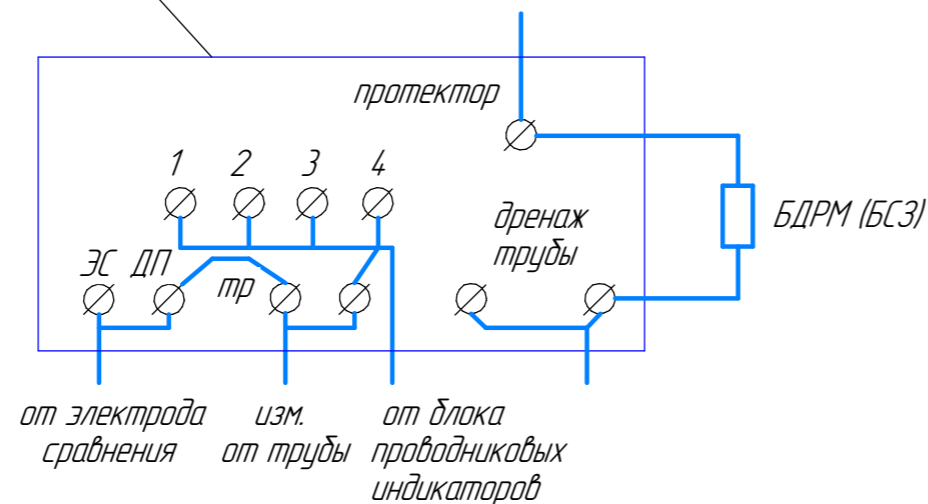 протектор
1 2 3 4
дренаж
трубы
БДРМ (БСЗ)
ЭС ДП
тр
от электрода
сравнения
изм.
от трубы
от блока
проводниковых
индикаторов